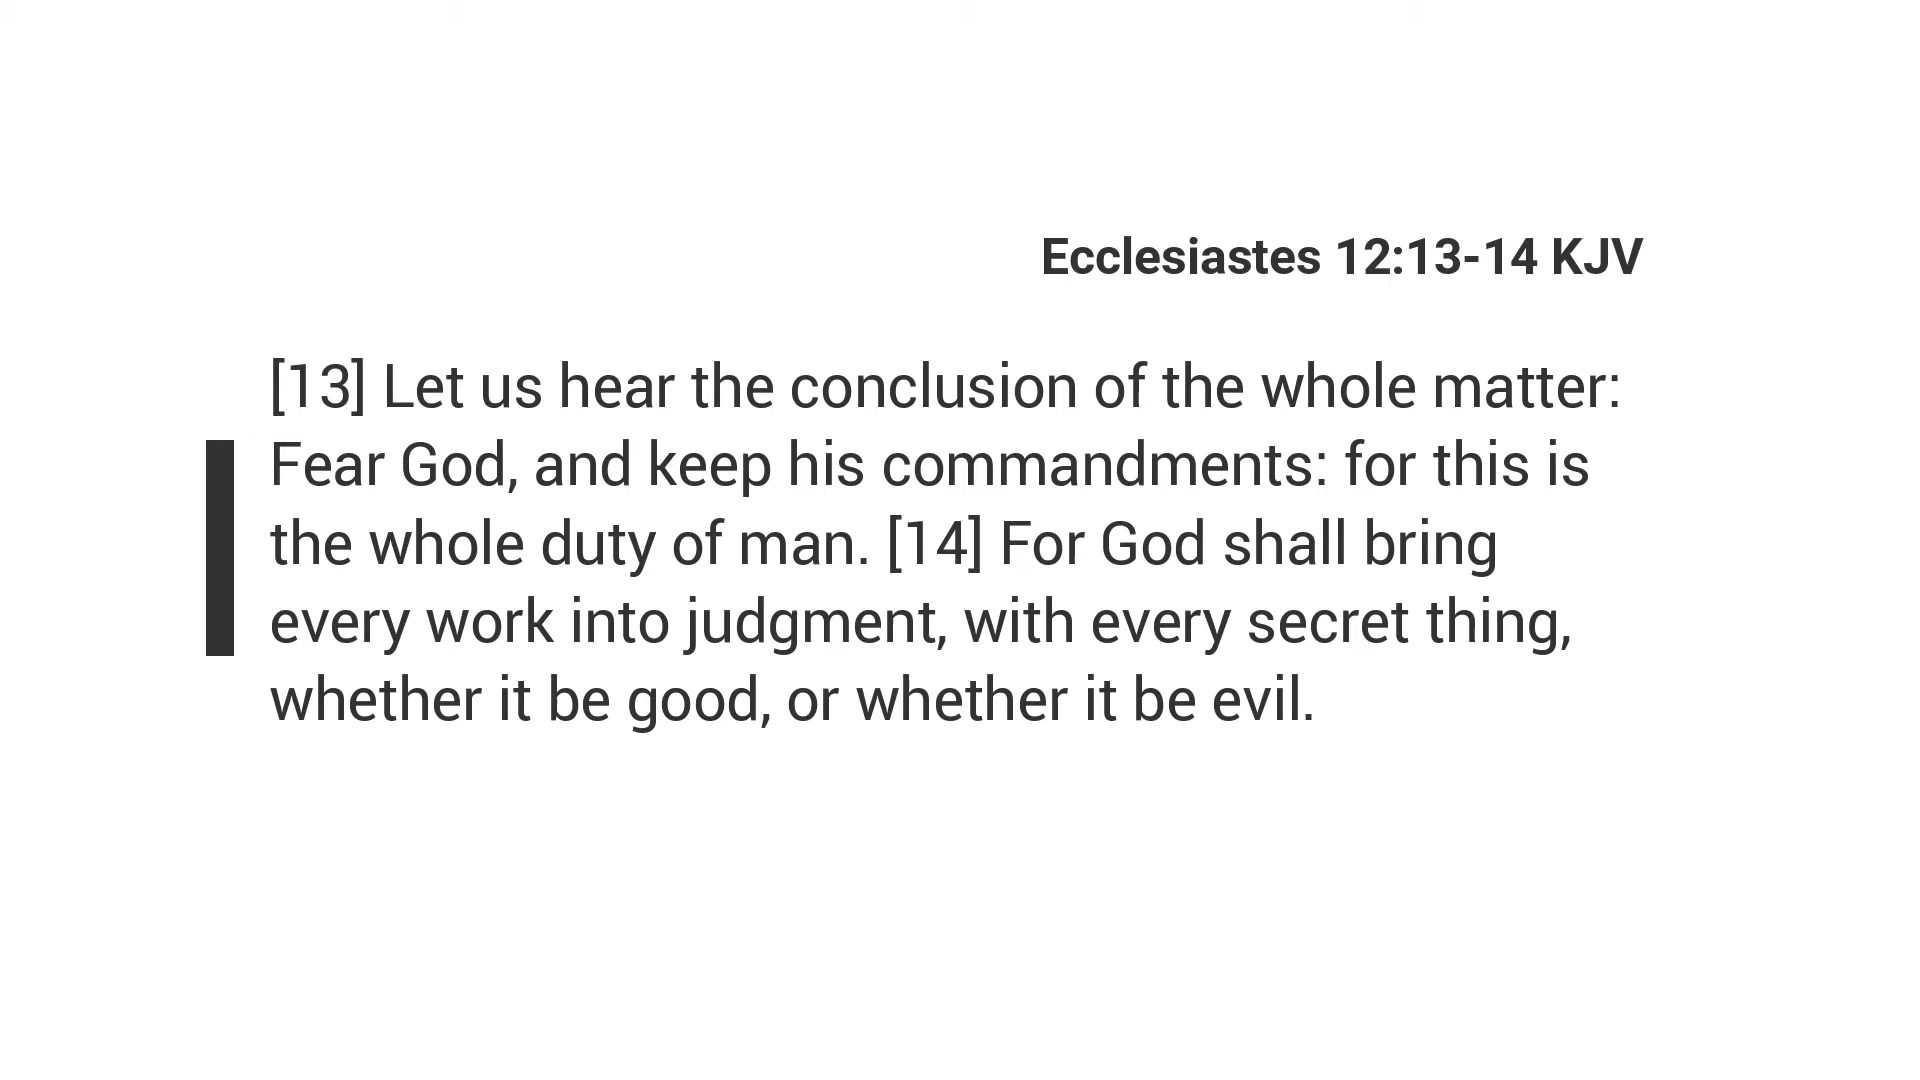 Ecclesiastes 12:13-14 KJV
[13] Let us hear the conclusion of the whole matter:
Fear God, and keep his commandments: for this is
the whole duty of man. [14] For God shall bring
every work into judgment, with every secret thing,
whether it be good, or whether it be evil.